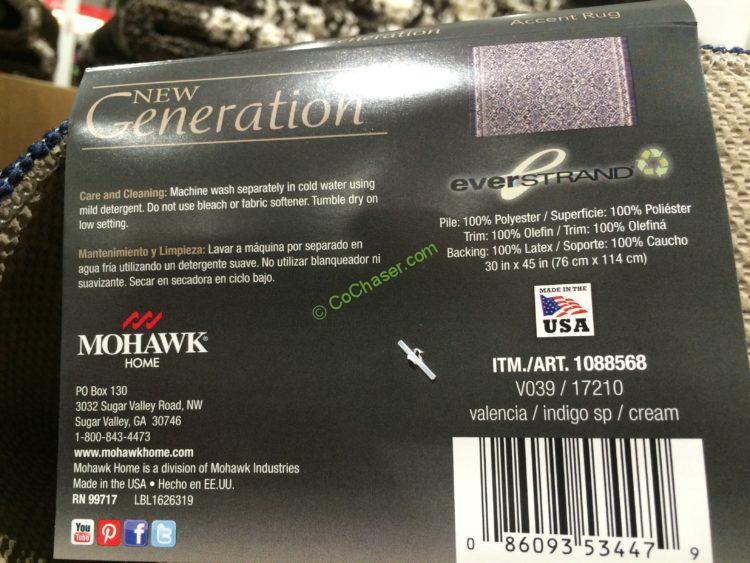 Accent Rug
NEW
Generation
Care and Cleaning: Machine wash separately in cold water using
mild detergent. Do not use bleach or fabric softener. Tumble dry on
low setting.
Mantenimiento y Limpieza: Lavar a máquina por separado en
agua fría utilizando un detergente suave. No utilizar blanqueador ni
suavizante. Secar en secadora en ciclo bajo.
MOHAWK®
HOME
PO Box 130
3032 Sugar Valley Road, NW
Sugar Valley, GA 30746
1-800-843-4473
www.mohawkhome.com
Mohawk Home is a division of Mohawk Industries
Made in the USA • Hecho en EE.UU.
RN 99717 LBL1626319
You
Tube
everSTRAND
Pile: 100% Polyester / Superficie: 100% Poliéster
Trim: 100% Olefin / Trim: 100% Olefiná
Backing: 100% Latex / Soporte: 100% Caucho
30 in x 45 in (76 cm x 114 cm)
MADE IN THE
USA
ITM./ART. 1088568
V039 / 17210
valencia / indigo sp / cream
0 86093 53447 9
© CoChaser.com